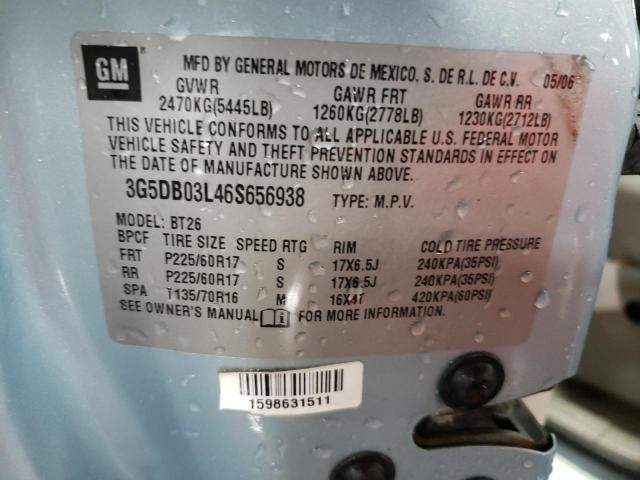 GM
MFD BY GENERAL MOTORS DE MEXICO, S. DE R.L. DE C.V. 05/06
GVWR GAWR FRT GAWR RR
2470KG(5445LB) 1260KG(2778LB) 1230KG(2712LB)
THIS VEHICLE CONFORMS TO ALL APPLICABLE U.S. FEDERAL MOTOR
VEHICLE SAFETY AND THEFT PREVENTION STANDARDS IN EFFECT ON
THE DATE OF MANUFACTURE SHOWN ABOVE.
3G5DB03L46S656938 TYPE: M.P.V.
MODEL: BT26
BPCF TIRE SIZE SPEED RTG RIM COLD TIRE PRESSURE
FRT P225/60R17 S 17X6.5J 240KPA(35PSI)
RR P225/60R17 S 17X6.5J 240KPA(35PSI)
SPA T135/70R16 M 16X4T 420KPA(60PSI)
SEE OWNER'S MANUAL FOR MORE INFORMATION.
1598631511